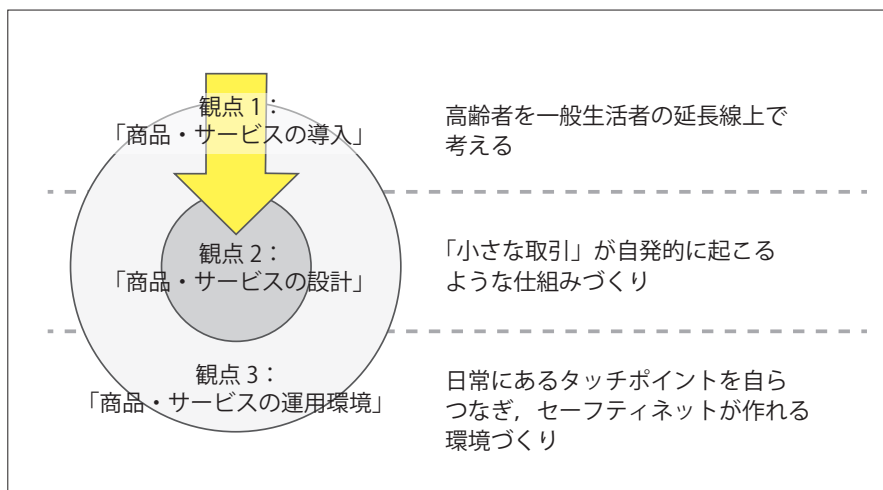 観点 1：
「商品・サービスの導入」
高齢者を一般生活者の延長線上で
考える
観点 2：
「商品・サービスの設計」
「小さな取引」が自発的に起こる
ような仕組みづくり
観点 3：
「商品・サービスの運用環境」
日常にあるタッチポイントを自ら
つなぎ，セーフティネットが作れる
環境づくり